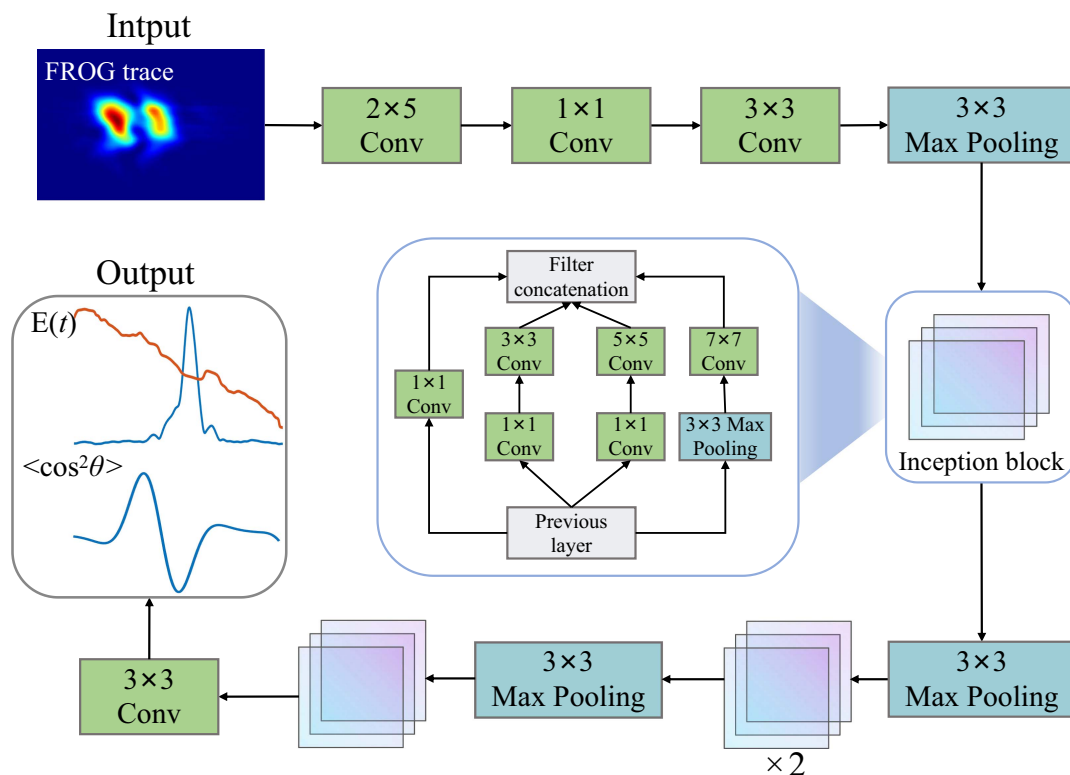 Intput
FROG trace
2×5
Conv
1×1
Conv
3×3
Conv
3×3
Max Pooling
Output
E(t)
<cos²θ>
Filter
concatenation
3×3
Conv
5×5
Conv
7×7
Conv
1×1
Conv
1×1
Conv
1×1
Conv
3×3 Max
Pooling
Previous
layer
Inception block
3×3
Conv
3×3
Max Pooling
×2
3×3
Max Pooling